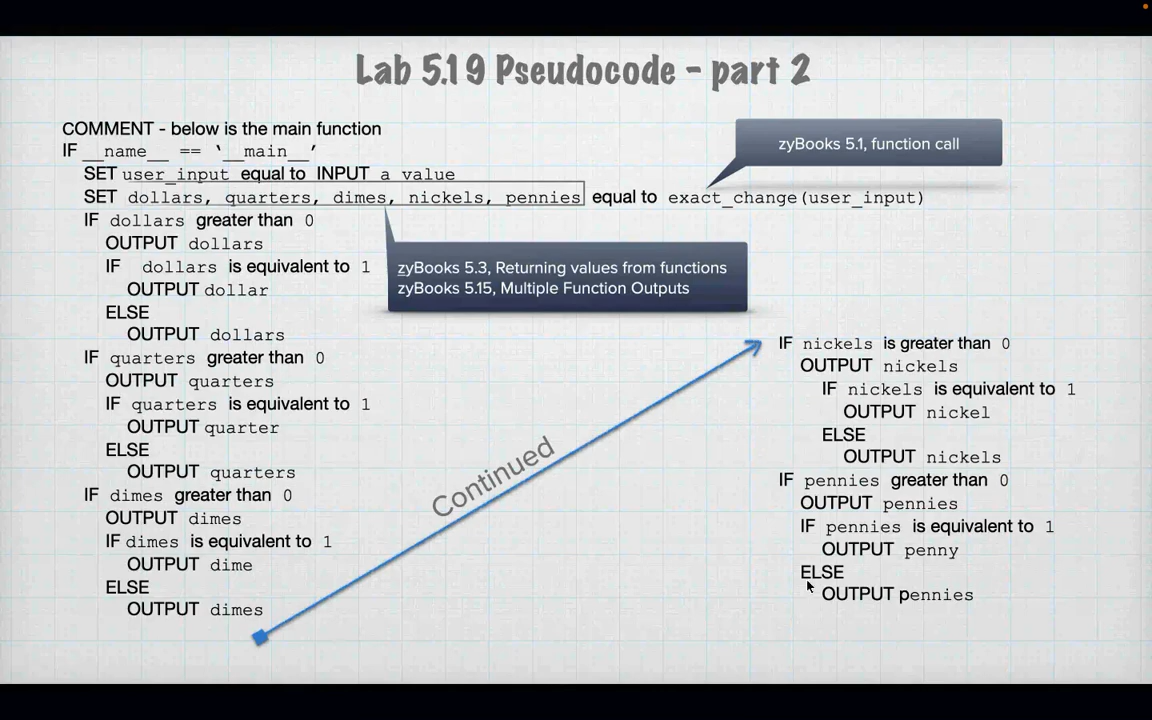 Lab 5.19 Pseudocode - part 2
COMMENT - below is the main function
IF __name__ == ‘__main__’
SET user_input equal to INPUT a value
SET dollars, quarters, dimes, nickels, pennies equal to exact_change(user_input)
zyBooks 5.1, function call
IF dollars greater than 0
OUTPUT dollars
IF dollars is equivalent to 1
OUTPUT dollar
ELSE
OUTPUT dollars
zyBooks 5.3, Returning values from functions
zyBooks 5.15, Multiple Function Outputs
IF quarters greater than 0
OUTPUT quarters
IF quarters is equivalent to 1
OUTPUT quarter
ELSE
OUTPUT quarters
IF dimes greater than 0
OUTPUT dimes
IF dimes is equivalent to 1
OUTPUT dime
ELSE
OUTPUT dimes
Continued
IF nickels is greater than 0
OUTPUT nickels
IF nickels is equivalent to 1
OUTPUT nickel
ELSE
OUTPUT nickels
IF pennies greater than 0
OUTPUT pennies
IF pennies is equivalent to 1
OUTPUT penny
ELSE
OUTPUT pennies